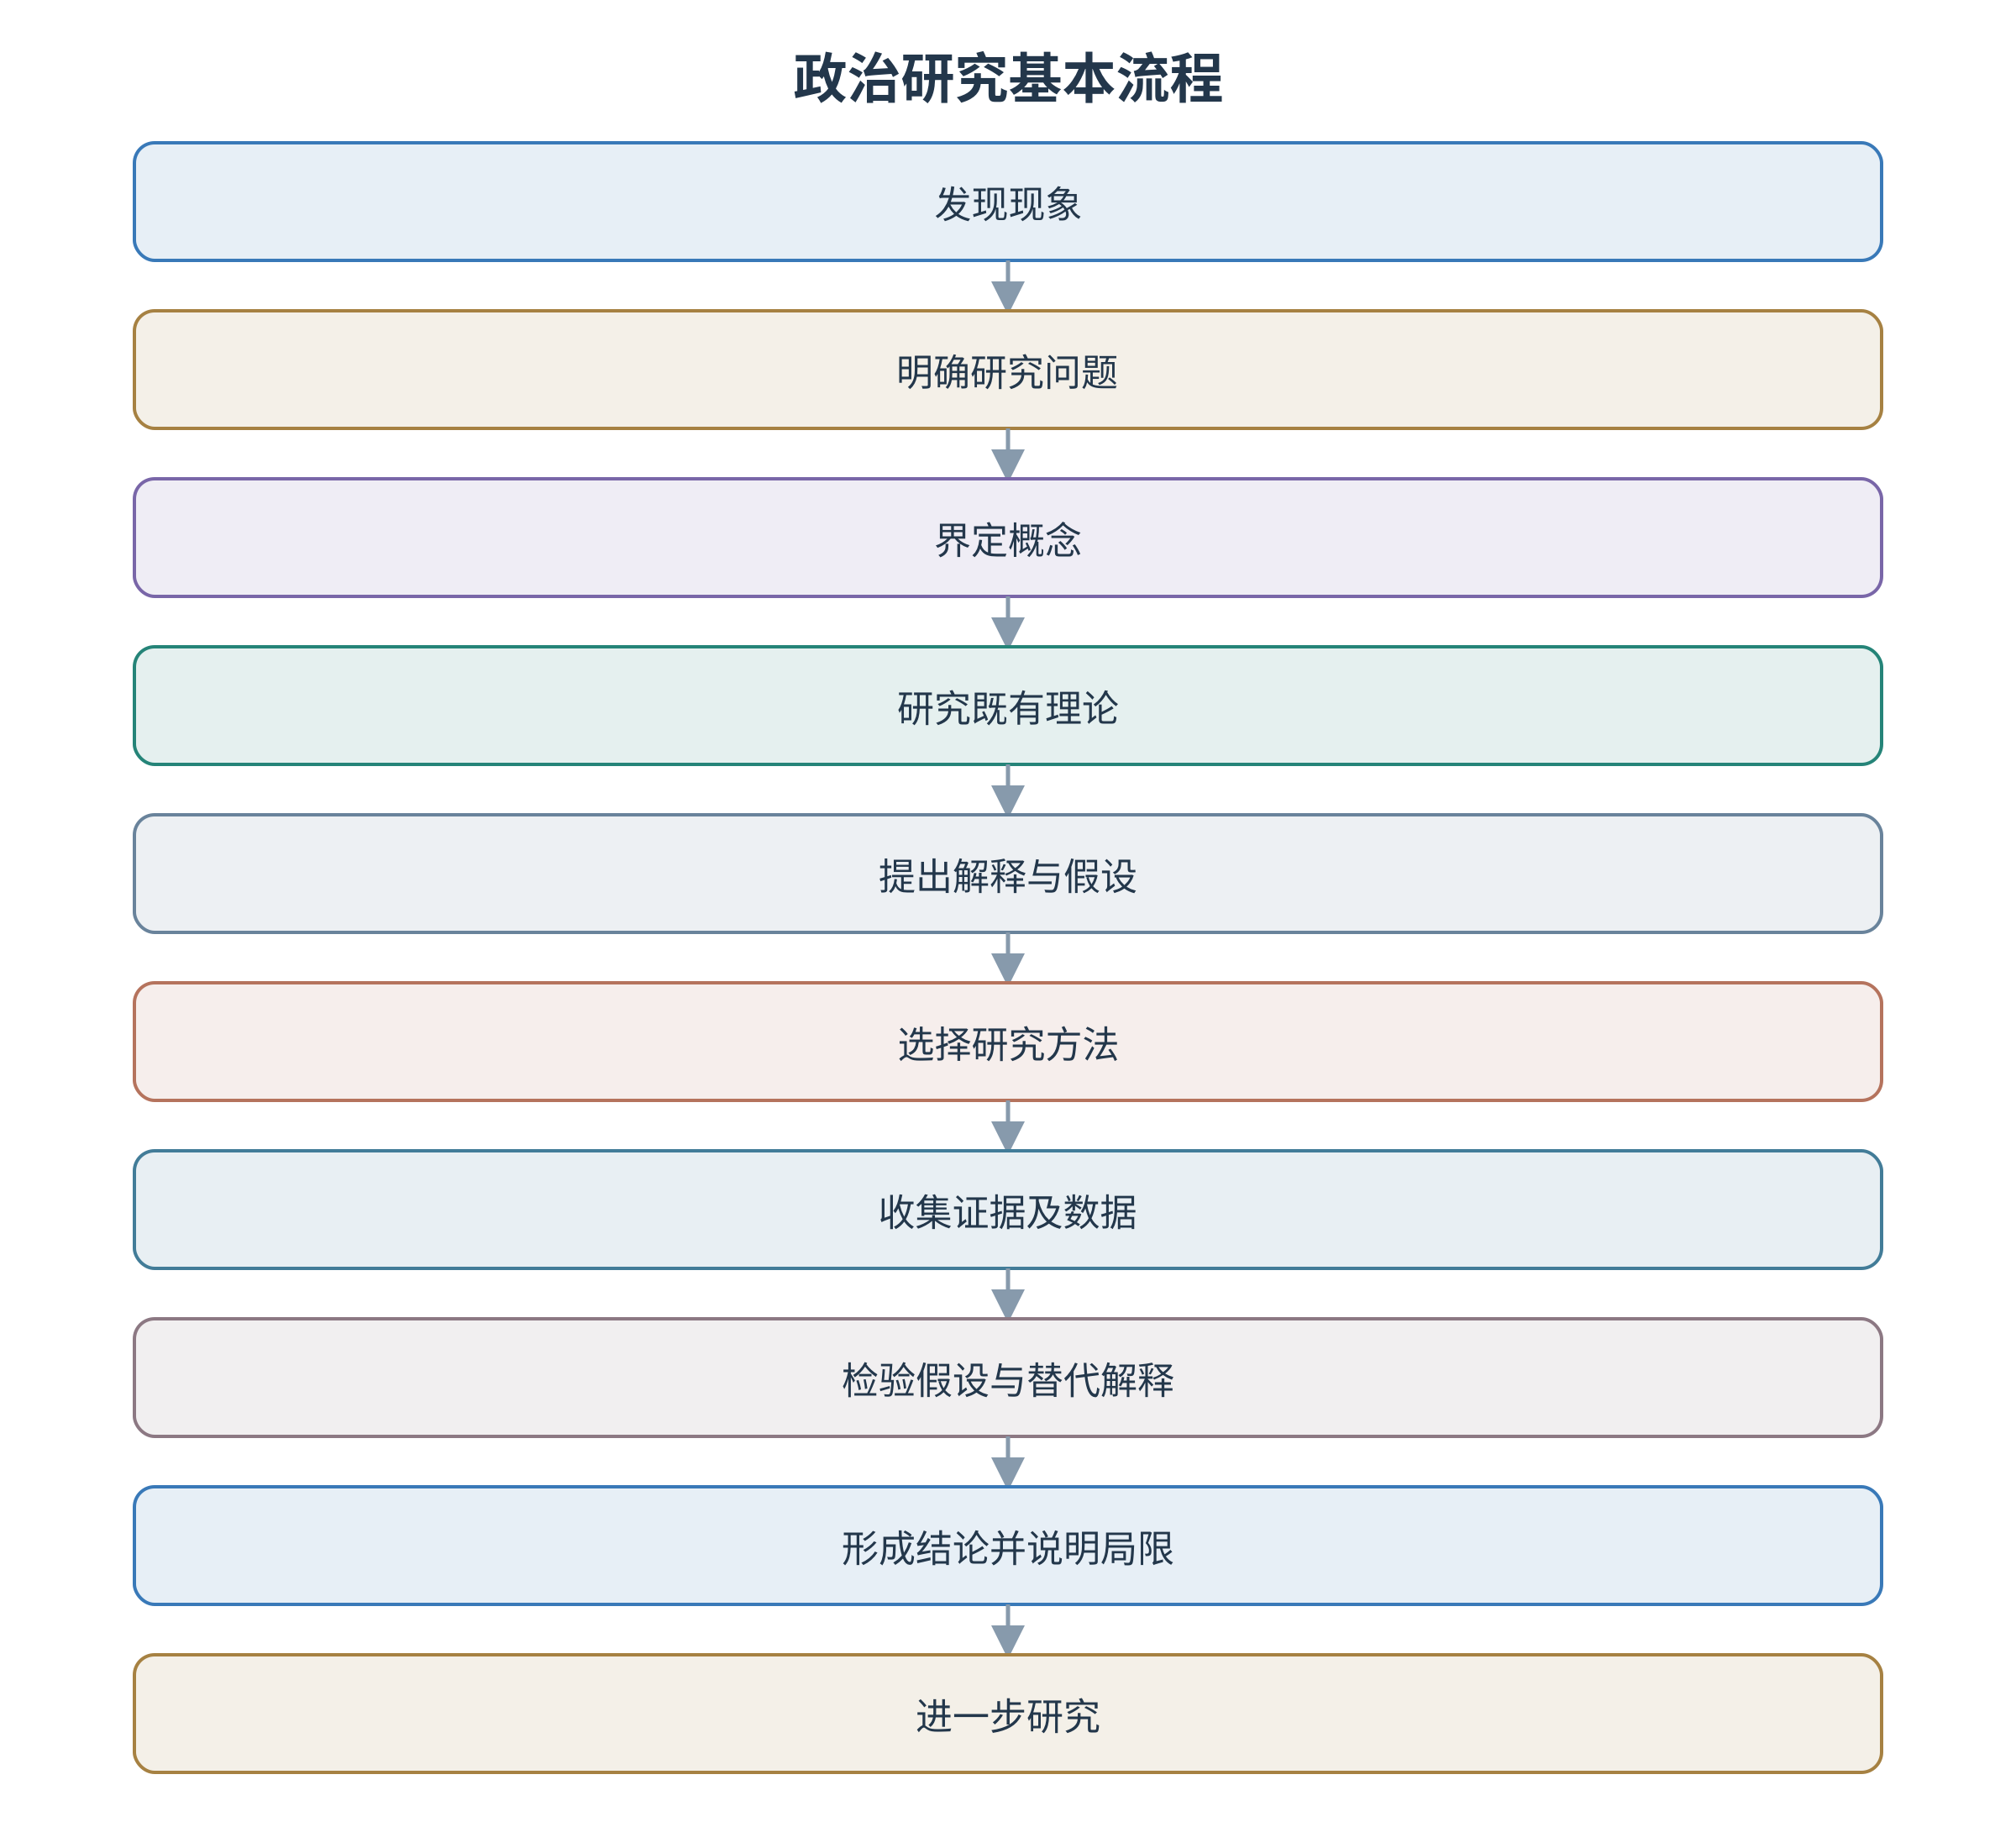 政治研究基本流程
发现现象
明确研究问题
界定概念
研究既有理论
提出解释与假设
选择研究方法
收集证据及数据
检验假设与替代解释
形成结论并说明局限
进一步研究